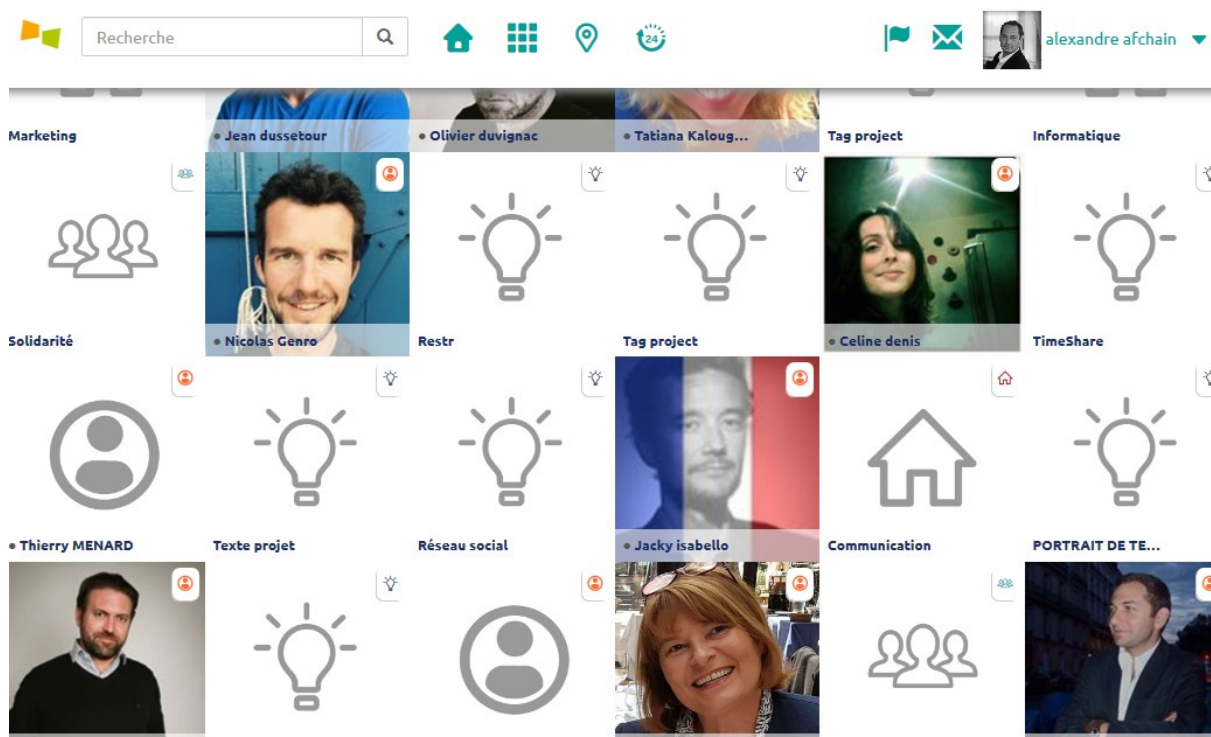 Recherche
24
alexandre afchain
Marketing
• Jean dussetour
• Olivier duvignac
• Tatiana Kaloug...
Tag project
Informatique
Solidarité
• Nicolas Genro
Restr
Tag project
• Celine denis
TimeShare
• Thierry MENARD
Texte projet
Réseau social
• Jacky isabello
Communication
PORTRAIT DE TE...